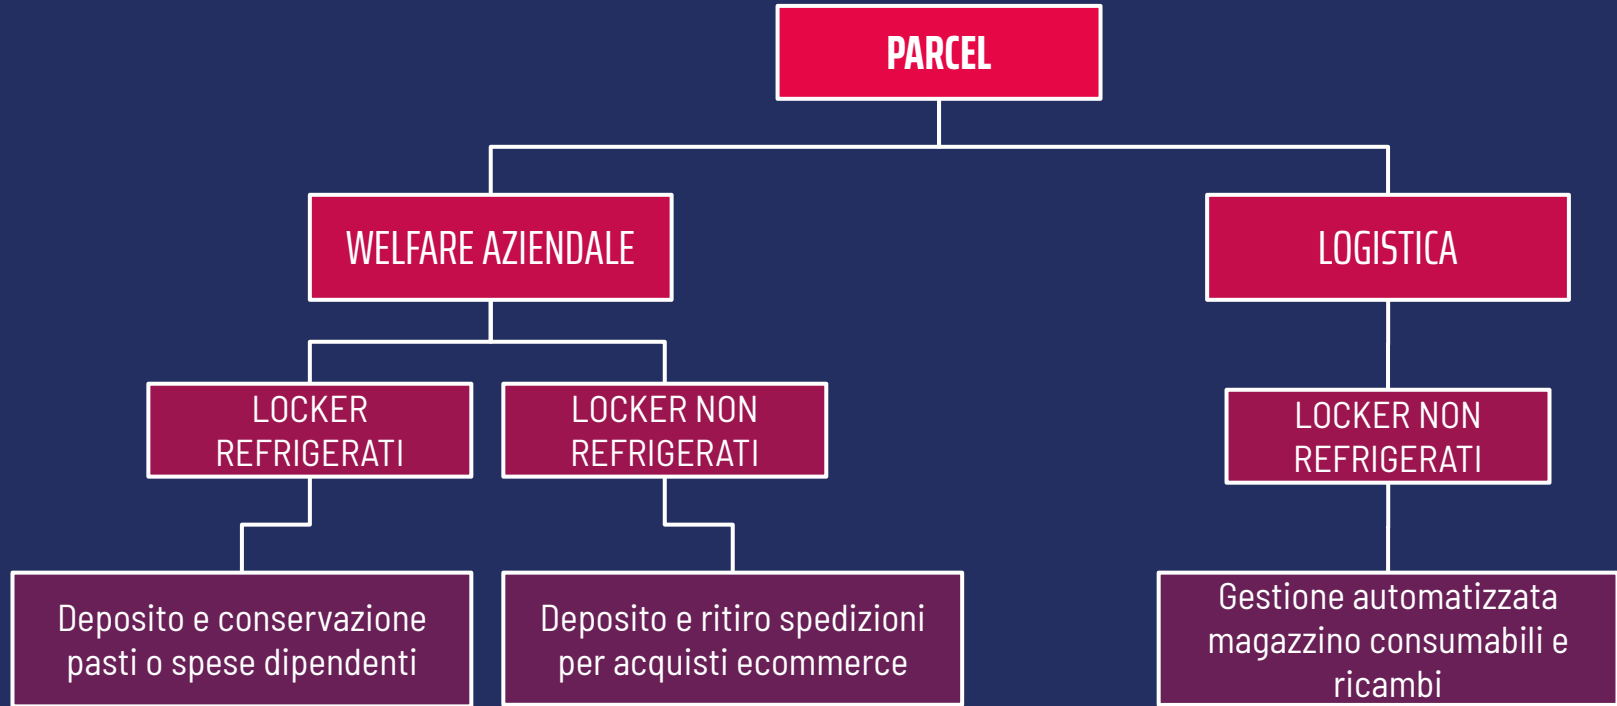 PARCEL
WELFARE AZIENDALE
LOGISTICA
LOCKER
REFRIGERATI
LOCKER NON
REFRIGERATI
LOCKER NON
REFRIGERATI
Deposito e conservazione
pasti o spese dipendenti
Deposito e ritiro spedizioni
per acquisti ecommerce
Gestione automatizzata
magazzino consumabili e
ricambi